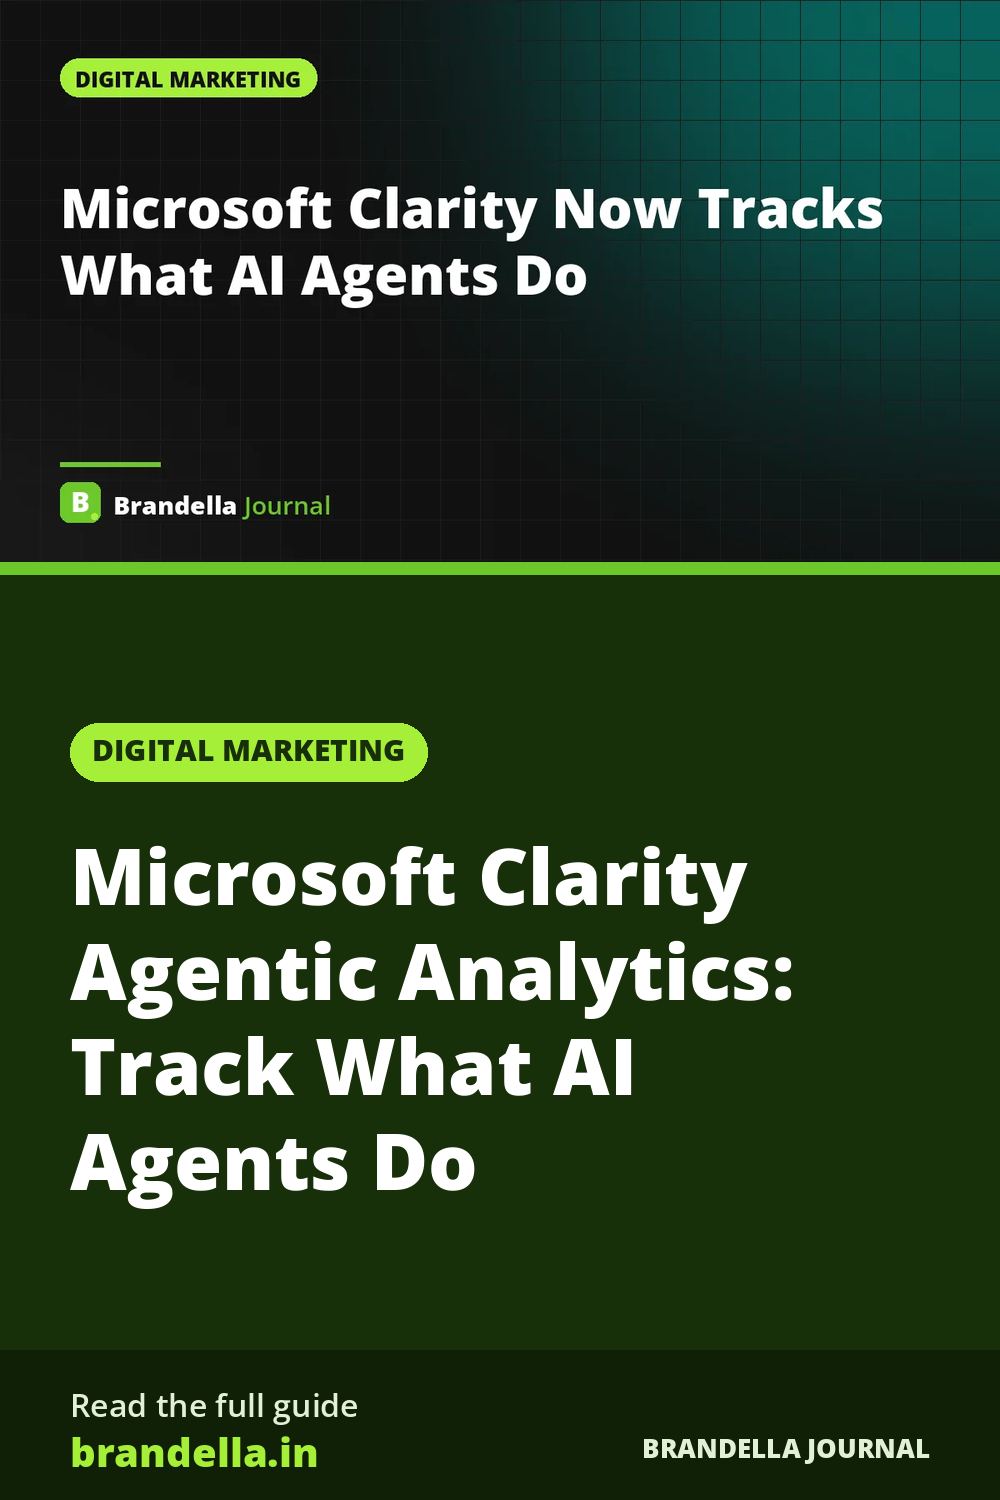 DIGITAL MARKETING
Microsoft Clarity Now Tracks
What AI Agents Do
B
Brandella Journal
DIGITAL MARKETING
Microsoft Clarity
Agentic Analytics:
Track What AI
Agents Do
Read the full guide
brandella.in
BRANDELLA JOURNAL